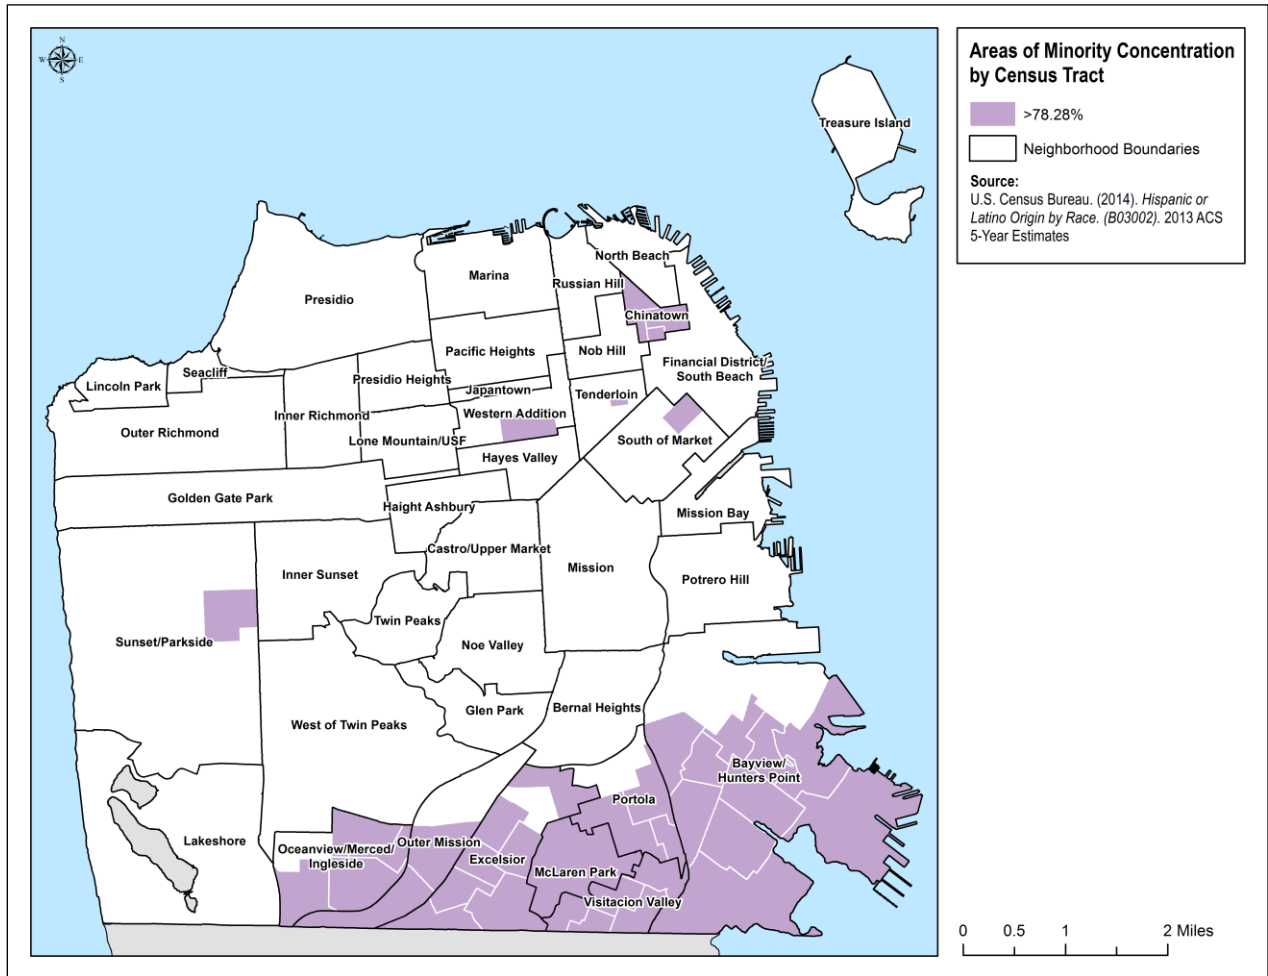 N
W
E
S
Treasure Island
North Beach
Marina
Russian Hill
Presidio
Chinatown
Pacific Heights
Nob Hill
Financial District/
South Beach
Seacliff
Lincoln Park
Presidio Heights
Japantown
Tenderloin
Inner Richmond
Western Addition
Outer Richmond
Lone Mountain/USF
South of Market
Hayes Valley
Golden Gate Park
Haight Ashbury
Mission Bay
Castro/Upper Market
Mission
Inner Sunset
Potrero Hill
Twin Peaks
Sunset/Parkside
Noe Valley
Glen Park
Bernal Heights
West of Twin Peaks
Bayview/
Hunters Point
Portola
Lakeshore
Oceanview/Merced/
Ingleside
Outer Mission
Excelsior
McLaren Park
Visitacion Valley
Areas of Minority Concentration
by Census Tract
>78.28%
Neighborhood Boundaries
Source:
U.S. Census Bureau. (2014). Hispanic or
Latino Origin by Race. (B03002). 2013 ACS
5-Year Estimates
0 0.5 1 2 Miles